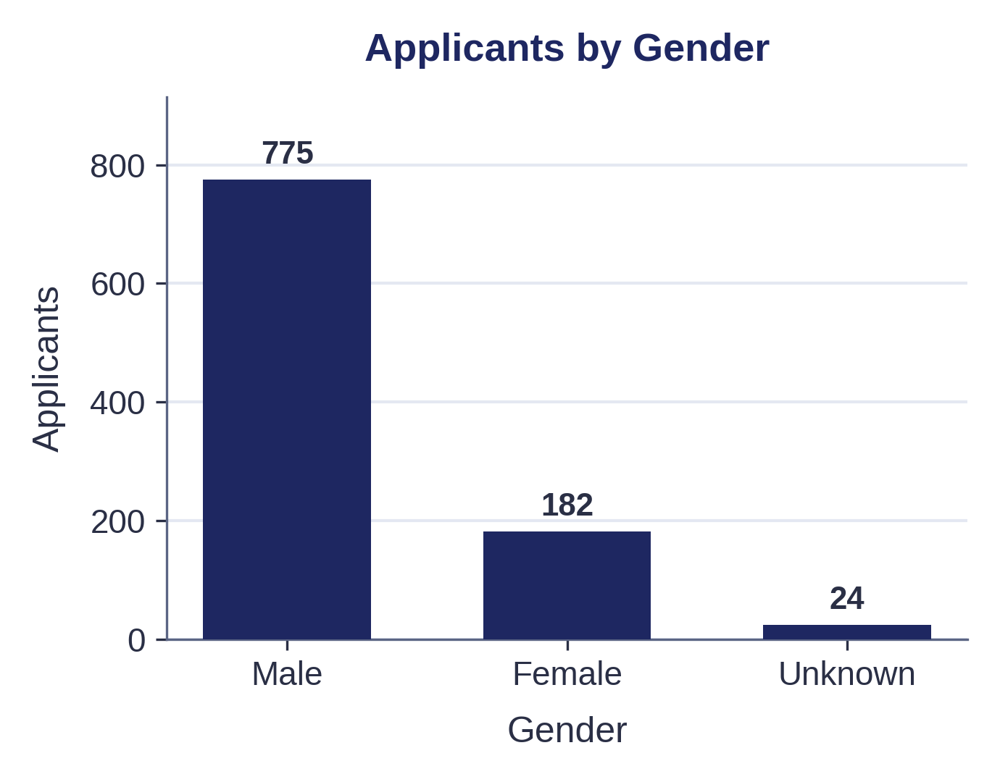 Applicants by Gender
Applicants
800
600
400
200
0
775
182
24
Male
Female
Unknown
Gender